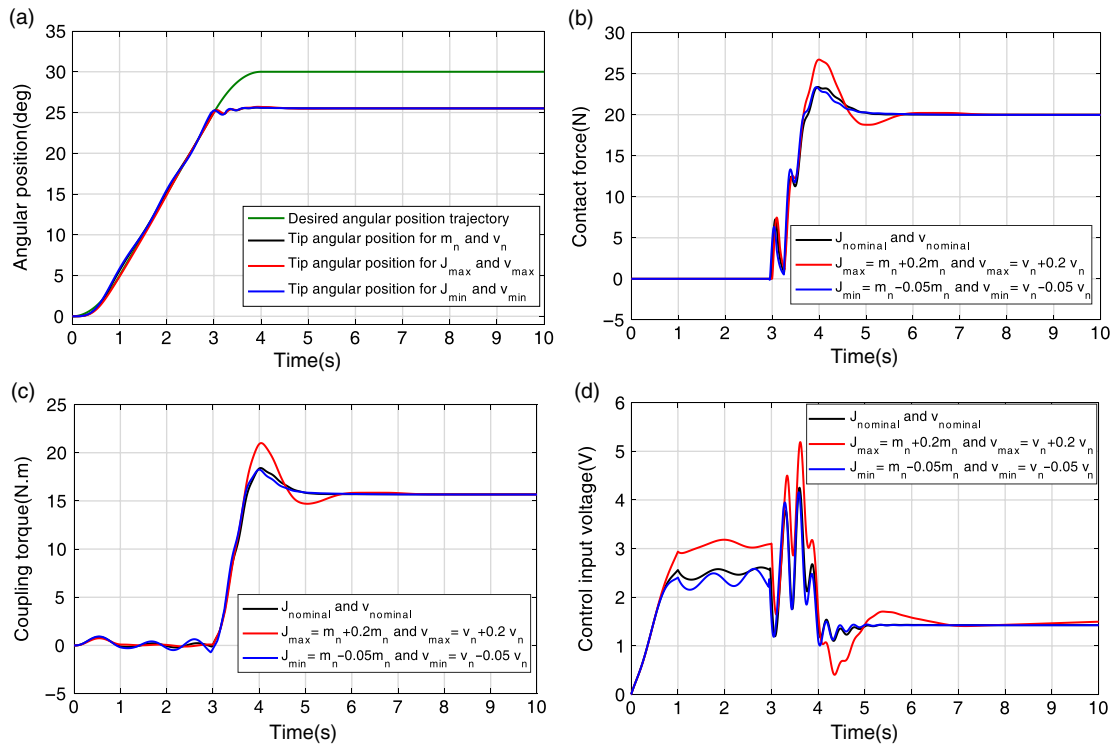 (a)
35
30
25
20
15
10
5
0
Angular position(deg)
Desired angular position trajectory
Tip angular position for m_n and v_n
Tip angular position for J_max and v_max
Tip angular position for J_min and v_min
0 1 2 3 4 5 6 7 8 9 10
Time(s)
(b)
30
25
20
15
10
5
0
−5
Contact force(N)
J_nominal and v_nominal
J_max = m_n+0.2m_n and v_max = v_n+0.2 v_n
J_min = m_n−0.05m_n and v_min = v_n−0.05 v_n
0 1 2 3 4 5 6 7 8 9 10
Time(s)
(c)
25
20
15
10
5
0
−5
Coupling torque(N.m)
J_nominal and v_nominal
J_max = m_n+0.2m_n and v_max = v_n+0.2 v_n
J_min = m_n−0.05m_n and v_min = v_n−0.05 v_n
0 1 2 3 4 5 6 7 8 9 10
Time(s)
(d)
6
5
4
3
2
1
0
Control input voltage(V)
J_nominal and v_nominal
J_max = m_n+0.2m_n and v_max = v_n+0.2 v_n
J_min = m_n−0.05m_n and v_min = v_n−0.05 v_n
0 1 2 3 4 5 6 7 8 9 10
Time(s)